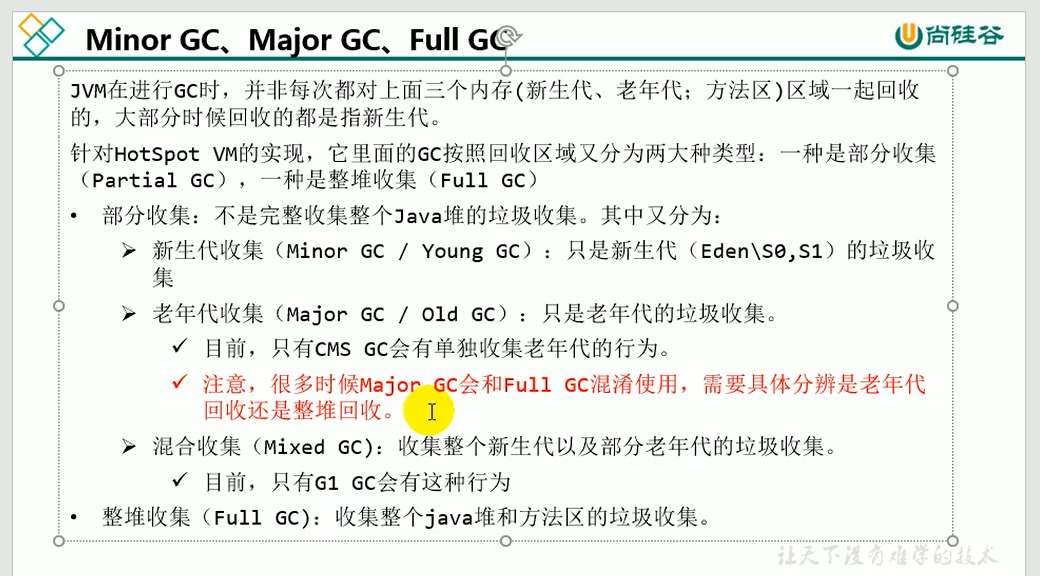 Minor GC、Major GC、Full GC
尚硅谷
JVM在进行GC时，并非每次都对上面三个内存(新生代、老年代；方法区)区域一起回收
的，大部分时候回收的都是指新生代。
针对HotSpot VM的实现，它里面的GC按照回收区域又分为两大种类型：一种是部分收集
（Partial GC），一种是整堆收集（Full GC）
• 部分收集：不是完整收集整个Java堆的垃圾收集。其中又分为：
➢ 新生代收集（Minor GC / Young GC）：只是新生代（Eden\S0,S1）的垃圾收
集
➢ 老年代收集（Major GC / Old GC）：只是老年代的垃圾收集。
✓ 目前，只有CMS GC会有单独收集老年代的行为。
✓ 注意，很多时候Major GC会和Full GC混淆使用，需要具体分辨是老年代
回收还是整堆回收。
➢ 混合收集（Mixed GC)：收集整个新生代以及部分老年代的垃圾收集。
✓ 目前，只有G1 GC会有这种行为
• 整堆收集（Full GC)：收集整个java堆和方法区的垃圾收集。
让天下没有难学的技术